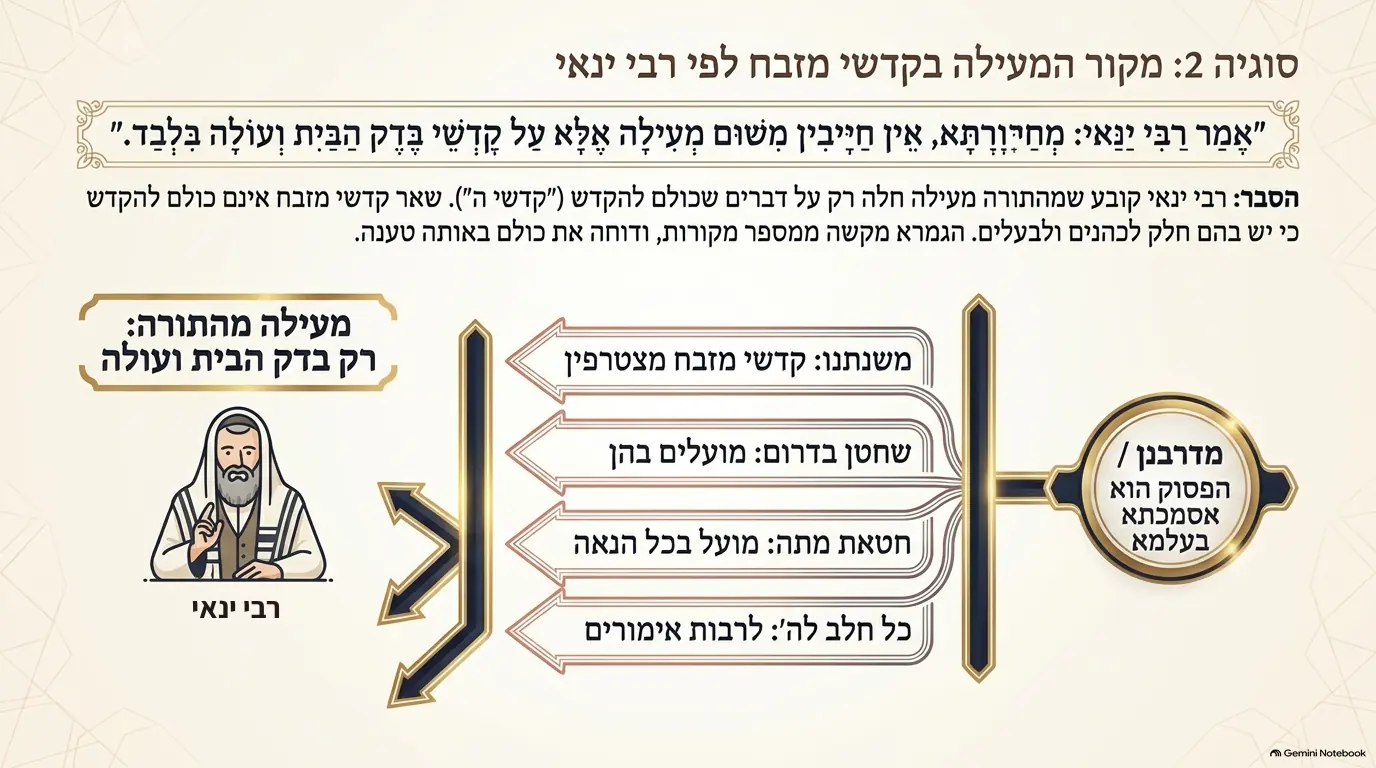 סוגיה 2: מקור המעילה בקדשי מזבח לפי רבי ינאי
"אֲמַר רַבִּי יַנַּאי: מְחַיְּוָרְתָּא, אֵין חַיָּיבִין מִשּׁוּם מְעִילָה אֶלָּא עַל קָדְשֵׁי בֶּדֶק הַבַּיִת וְעוֹלָה בִּלְבַד."
הסבר: רבי ינאי קובע שמהתורה מעילה חלה רק על דברים שכולם להקדש ("קדשי ה'"). שאר קדשי מזבח אינם כולם להקדש
כי יש בהם חלק לכהנים ולבעלים. הגמרא מקשה ממספר מקורות, ודוחה את כולם באותה טענה.
מדרבנן /
הפסוק הוא
אסמכתא
בעלמא
משנתנו: קדשי מזבח מצטרפין
שחטן בדרום: מועלים בהן
חטאת מתה: מועל בכל הנאה
כל חלב לה': לרבות אימורים
מעילה מהתורה:
רק בדק הבית ועולה
רבי ינאי
Gemini Notebook